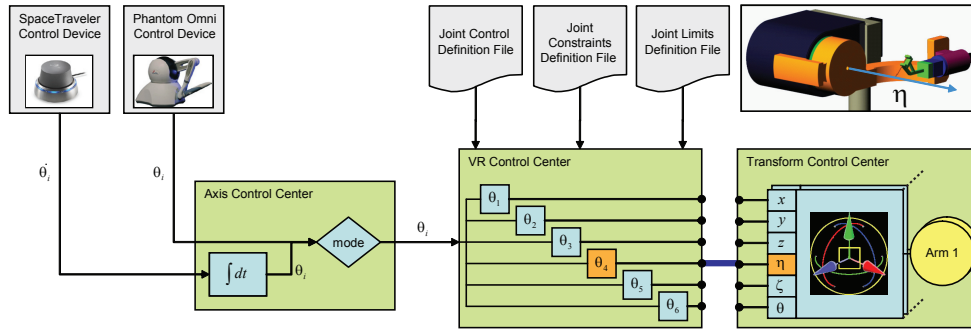 SpaceTraveler
Control Device
Phantom Omni
Control Device
Joint Control
Definition File
Joint
Constraints
Definition File
Joint Limits
Definition File
η
θ̇ᵢ
θᵢ
Axis Control Center
∫dt
θᵢ
mode
θᵢ
VR Control Center
θ₁
θ₂
θ₃
θ₄
θ₅
θ₆
Transform Control Center
x
y
z
η
ζ
θ
Arm 1